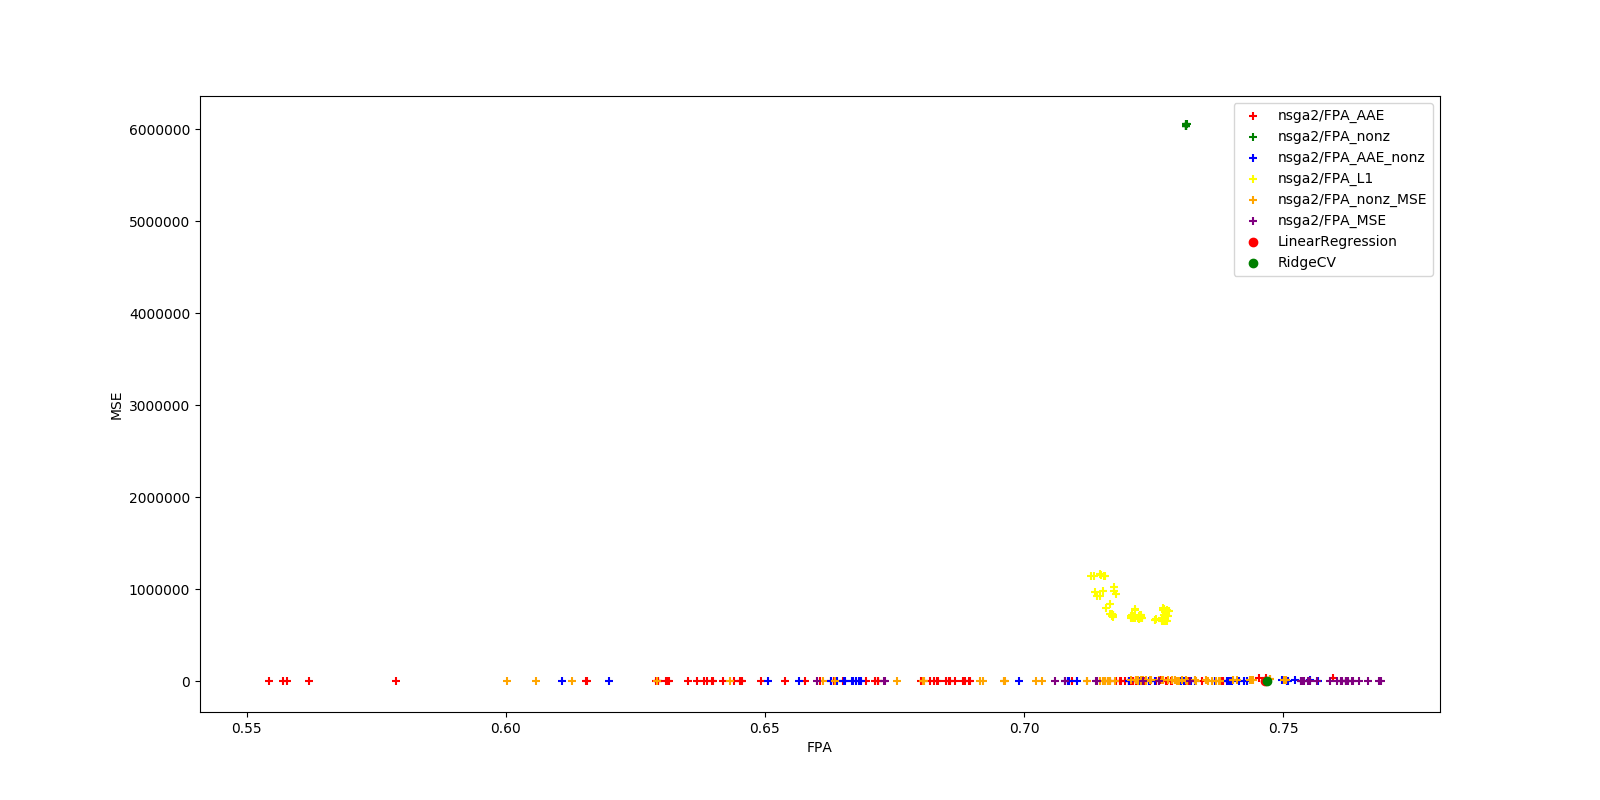 6000000
5000000
4000000
3000000
2000000
1000000
0
MSE
0.55
0.60
0.65
0.70
0.75
FPA
nsga2/FPA_AAE
nsga2/FPA_nonz
nsga2/FPA_AAE_nonz
nsga2/FPA_L1
nsga2/FPA_nonz_MSE
nsga2/FPA_MSE
LinearRegression
RidgeCV